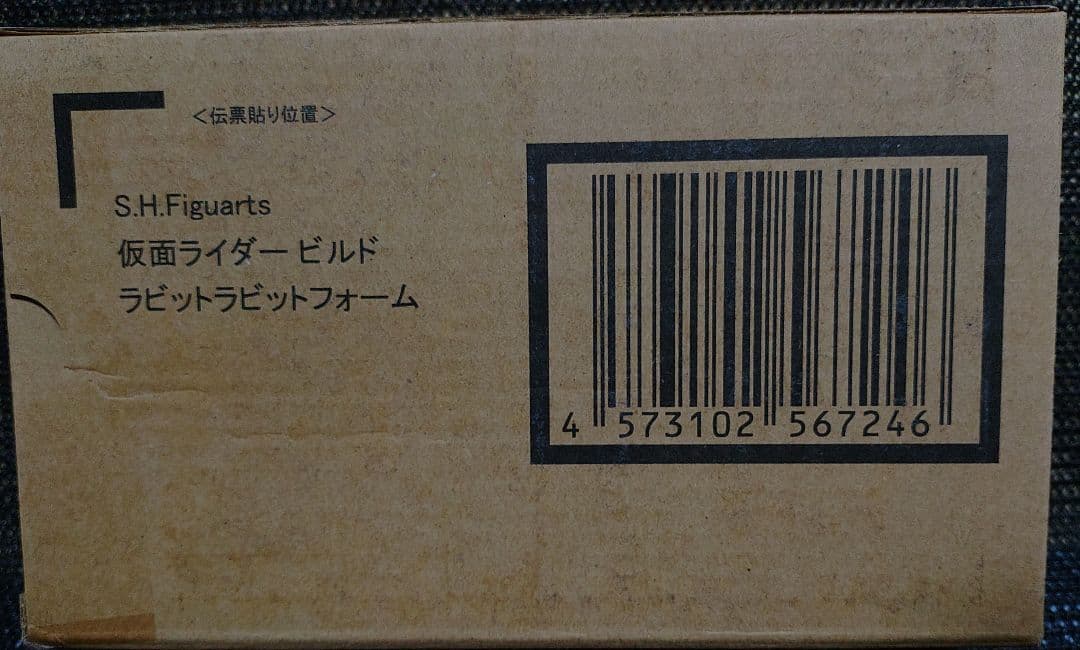 <伝票貼り位置>
S.H.Figuarts
仮面ライダー ビルド
ラビットラビットフォーム
4 573102 567246